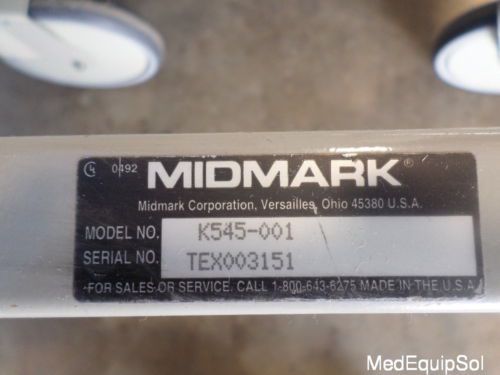 0492 MIDMARK®
Midmark Corporation, Versailles, Ohio 45380 U.S.A.
MODEL NO. K545-001
SERIAL NO. TEX003151
FOR SALES OR SERVICE. CALL 1-800-643-6275 MADE IN THE U.S.A.
MedEquipSol